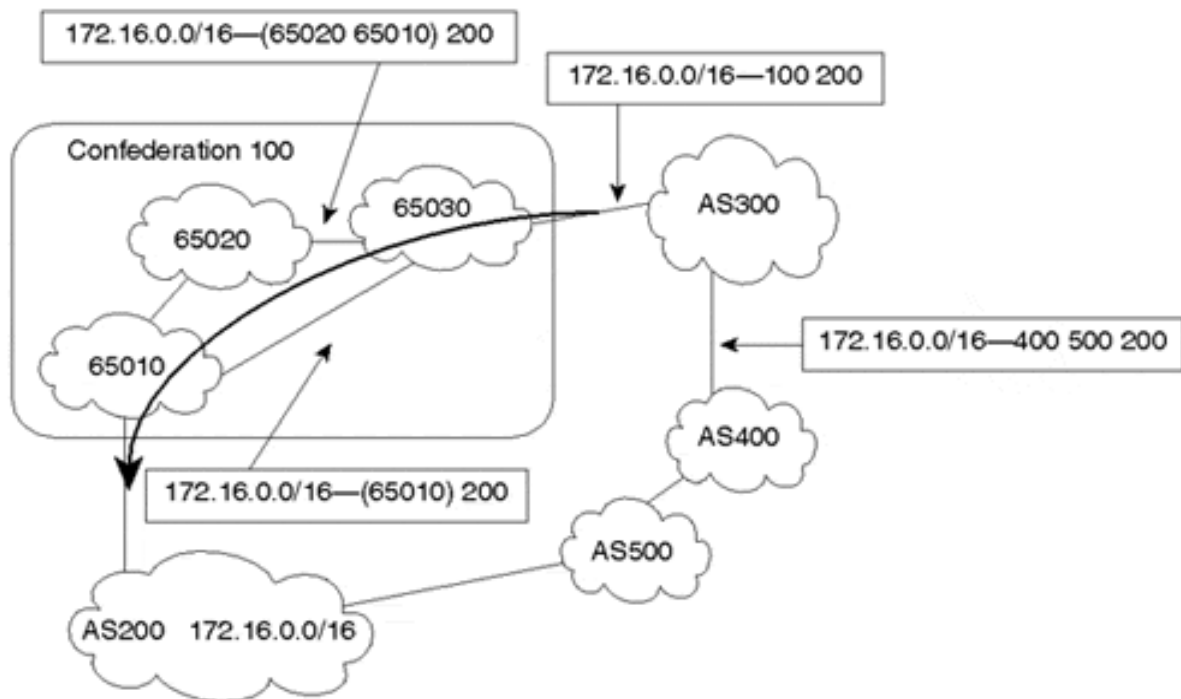 172.16.0.0/16—(65020 65010) 200
172.16.0.0/16—100 200
Confederation 100
65030
AS300
65020
172.16.0.0/16—400 500 200
65010
AS400
172.16.0.0/16—(65010) 200
AS500
AS200 172.16.0.0/16